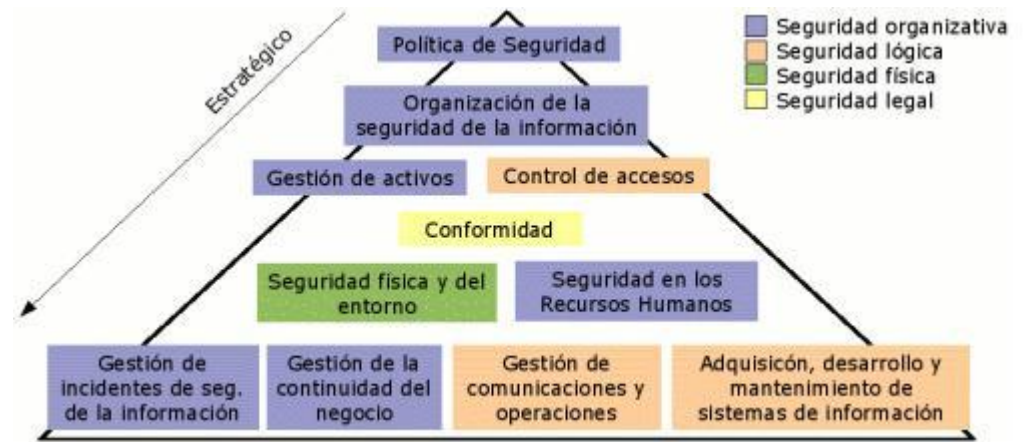 Estratégico
Política de Seguridad
Seguridad organizativa
Seguridad lógica
Seguridad física
Seguridad legal
Organización de la
seguridad de la información
Gestión de activos
Control de accesos
Conformidad
Seguridad física y del
entorno
Seguridad en los
Recursos Humanos
Gestión de
incidentes de seg.
de la información
Gestión de la
continuidad del
negocio
Gestión de
comunicaciones y
operaciones
Adquisicón, desarrollo y
mantenimiento de
sistemas de información